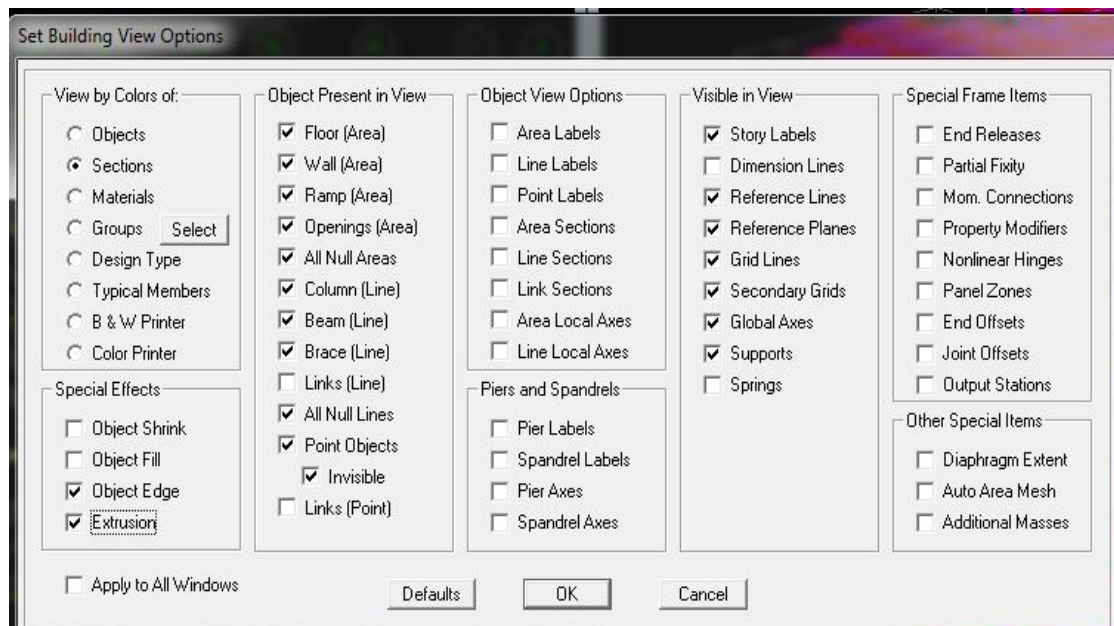 Set Building View Options
View by Colors of:
Objects
Sections
Materials
Groups Select
Design Type
Typical Members
B & W Printer
Color Printer
Special Effects
Object Shrink
Object Fill
Object Edge
Extrusion
Object Present in View
Floor (Area)
Wall (Area)
Ramp (Area)
Openings (Area)
All Null Areas
Column (Line)
Beam (Line)
Brace (Line)
Links (Line)
All Null Lines
Point Objects
Invisible
Links (Point)
Object View Options
Area Labels
Line Labels
Point Labels
Area Sections
Line Sections
Link Sections
Area Local Axes
Line Local Axes
Piers and Spandrels
Pier Labels
Spandrel Labels
Pier Axes
Spandrel Axes
Visible in View
Story Labels
Dimension Lines
Reference Lines
Reference Planes
Grid Lines
Secondary Grids
Global Axes
Supports
Springs
Special Frame Items
End Releases
Partial Fixity
Mom. Connections
Property Modifiers
Nonlinear Hinges
Panel Zones
End Offsets
Joint Offsets
Output Stations
Other Special Items
Diaphragm Extent
Auto Area Mesh
Additional Masses
Apply to All Windows
Defaults
OK
Cancel